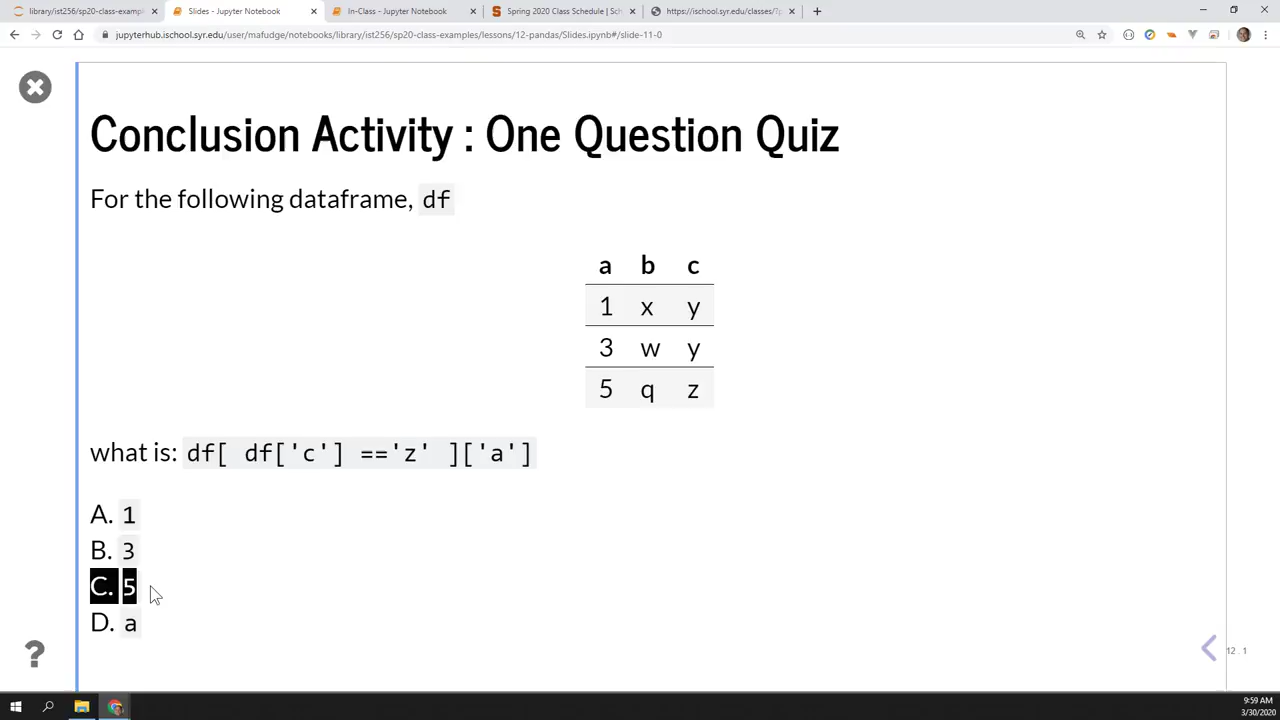 library/ist256/sp20-class-exampl
Slides - Jupyter Notebook
In-Class - Jupyter Notebook
Spring 2020 Class Schedule | Sch
https://ischool.syr.edu/classes/?p
jupyterhub.ischool.syr.edu/user/mafudge/notebooks/library/ist256/sp20-class-examples/lessons/12-pandas/Slides.ipynb#/slide-11-0
Conclusion Activity : One Question Quiz
For the following dataframe, df
a b c
1 x y
3 w y
5 q z
what is: df[ df['c'] =='z' ]['a']
A. 1
B. 3
C. 5
D. a
?
12 . 1
9:59 AM
3/30/2020